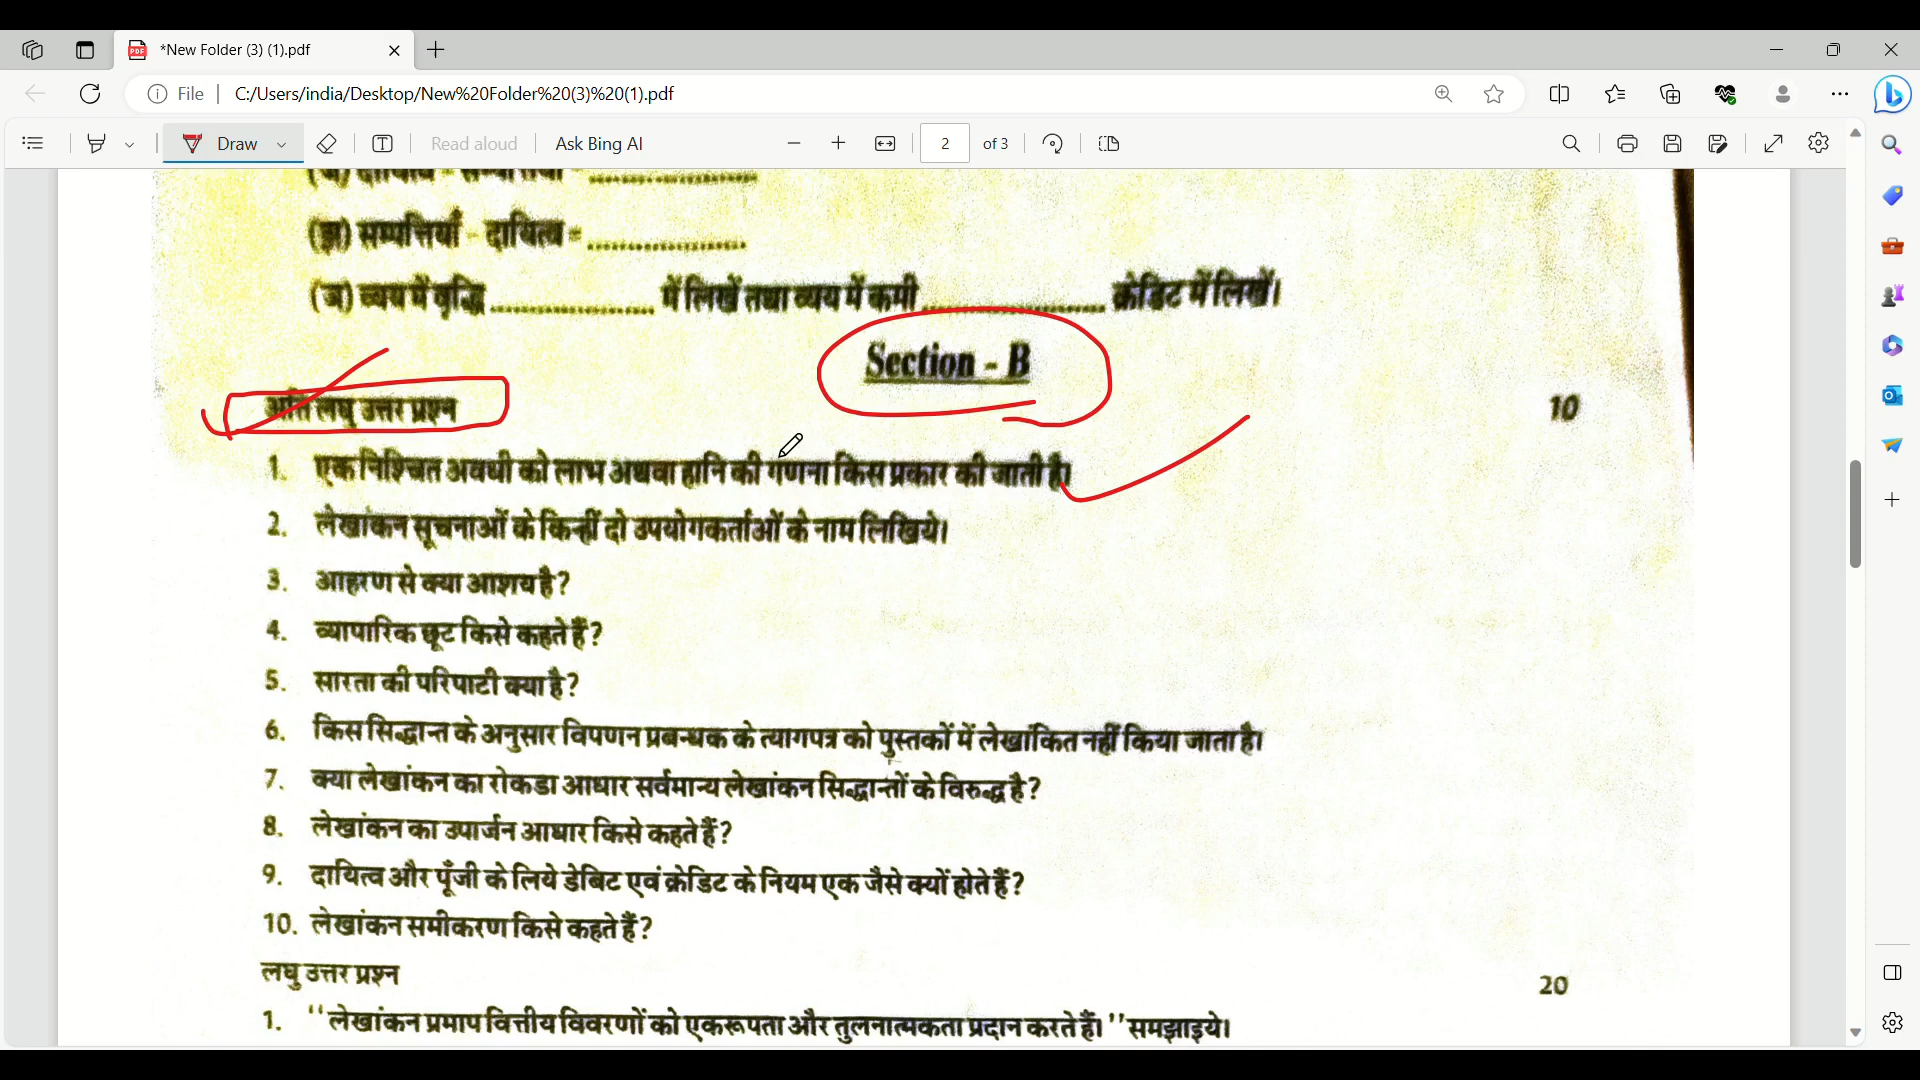 *New Folder (3) (1).pdf
File C:/Users/india/Desktop/New%20Folder%20(3)%20(1).pdf
Draw Read aloud Ask Bing AI 2 of 3
(झ) सम्पत्तियाँ - दायित्व = ....................
(ञ) व्यय में वृद्धि .................... में लिखें तथा व्यय में कमी ...................... क्रेडिट में लिखें।
Section - B
अति लघु उत्तर प्रश्न 10
1. एक निश्चित अवधी को लाभ अथवा हानि की गणना किस प्रकार की जाती है।
2. लेखांकन सूचनाओं के किन्हीं दो उपयोगकर्ताओं के नाम लिखिये।
3. आहरण से क्या आशय है?
4. व्यापारिक छूट किसे कहते हैं?
5. सारता की परिपाटी क्या है?
6. किस सिद्धान्त के अनुसार विपणन प्रबन्धक के त्यागपत्र को पुस्तकों में लेखांकित नहीं किया जाता है।
7. क्या लेखांकन का रोकडा आधार सर्वमान्य लेखांकन सिद्धान्तों के विरुद्ध है?
8. लेखांकन का उपार्जन आधार किसे कहते हैं?
9. दायित्व और पूँजी के लिये डेबिट एवं क्रेडिट के नियम एक जैसे क्यों होते हैं?
10. लेखांकन समीकरण किसे कहते हैं?
लघु उत्तर प्रश्न 20
1. ‘‘लेखांकन प्रमाप वित्तीय विवरणों को एकरूपता और तुलनात्मकता प्रदान करते हैं।’’ समझाइये।